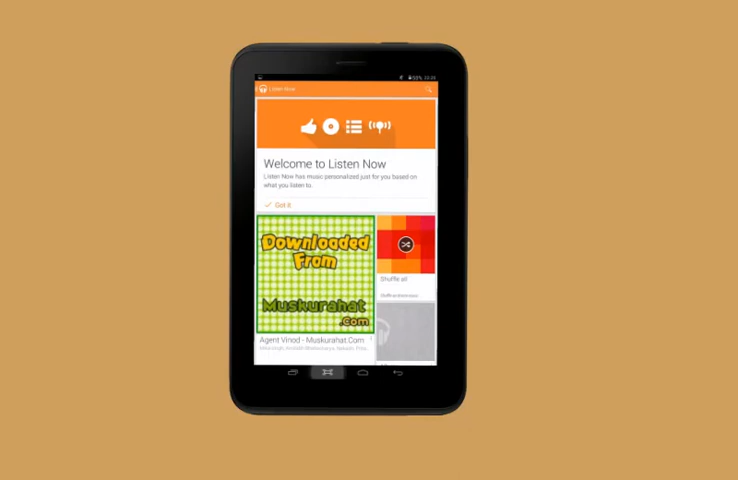 Listen Now
Welcome to Listen Now
Listen Now has music personalized just for you based on
what you listen to.
Got it
Downloaded
From
Muskurahat
.Com
Shuffle all
Agent Vinod - Muskurahat.Com